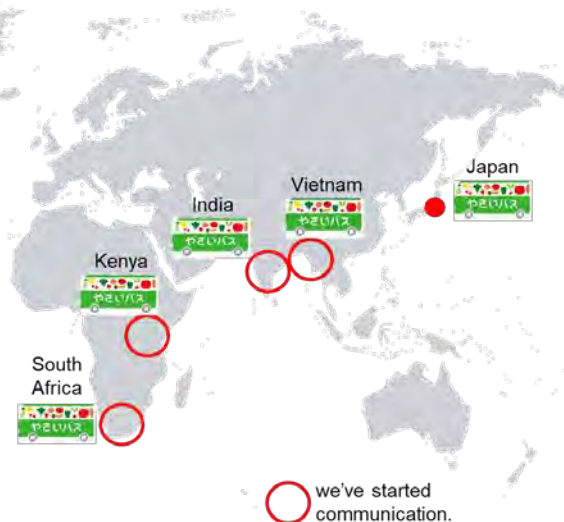 Japan
やさいバス
Vietnam
やさいバス
India
やさいバス
Kenya
やさいバス
South
Africa
やさいバス
we've started
communication.